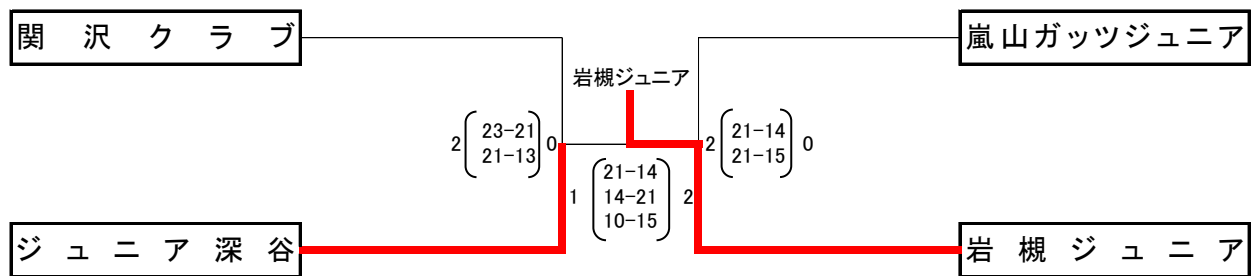 関沢クラブ
嵐山ガッツジュニア
岩槻ジュニア
2 23-21 0
21-13
2 21-14 0
21-15
1 21-14 2
14-21
10-15
ジュニア深谷
岩槻ジュニア